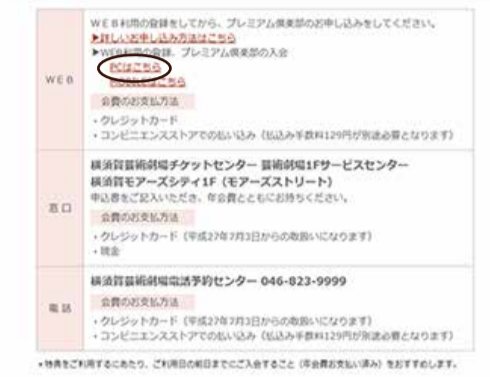 WEB
WEB利用の登録をしてから、プレミアム倶楽部のお申し込みをしてください。
▶詳しいお申し込み方法はこちら
▶WEB利用の登録、プレミアム倶楽部の入会
PCはこちら
はこちら
会費のお支払方法
・クレジットカード
・コンビニエンスストアでの払い込み（払込み手数料129円が別途必要となります）
窓口
横須賀芸術劇場チケットセンター 芸術劇場1Fサービスセンター
横須賀モアーズシティ1F（モアーズストリート）
申込書をご記入いただき、年会費とともにお持ちください。
会費のお支払方法
・クレジットカード（平成27年7月3日からの取扱いになります）
・現金
電話
横須賀芸術劇場電話予約センター 046-823-9999
会費のお支払方法
・クレジットカード（平成27年7月3日からの取扱いになります）
・コンビニエンスストアでの払い込み（払込み手数料129円が別途必要となります）
*特典をご利用するにあたり、ご利用日の前日までにご入会すること（年会費お支払い済み）をおすすめします。